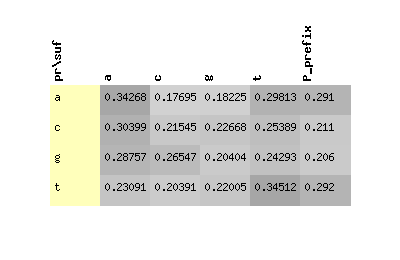 pr\suf a c g t P_prefix
a 0.34268 0.17695 0.18225 0.29813 0.291
c 0.30399 0.21545 0.22668 0.25389 0.211
g 0.28757 0.26547 0.20404 0.24293 0.206
t 0.23091 0.20391 0.22005 0.34512 0.292